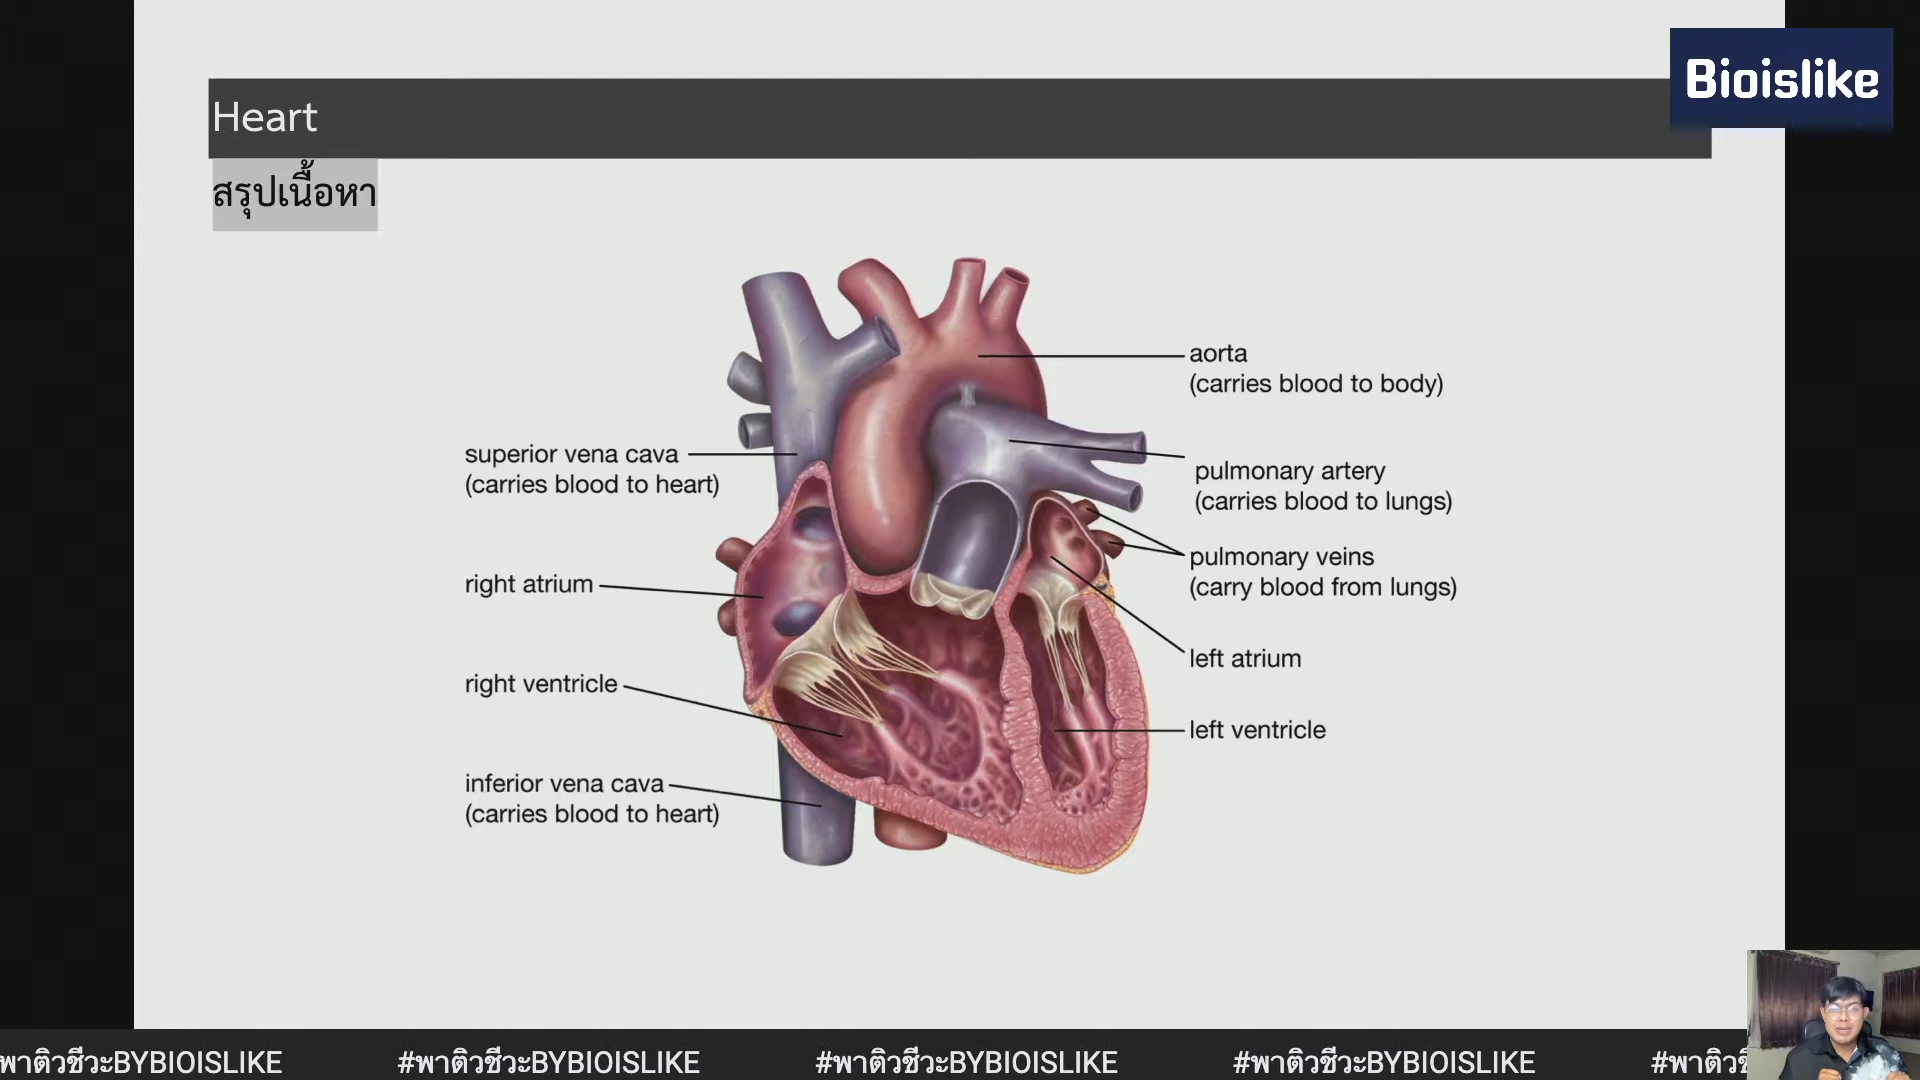 Bioislike
Heart
สรุปเนื้อหา
aorta
(carries blood to body)
superior vena cava
(carries blood to heart)
pulmonary artery
(carries blood to lungs)
pulmonary veins
(carry blood from lungs)
right atrium
left atrium
right ventricle
left ventricle
inferior vena cava
(carries blood to heart)
พาติวชีวะBYBIOISLIKE #พาติวชีวะBYBIOISLIKE #พาติวชีวะBYBIOISLIKE #พาติวชีวะBYBIOISLIKE #พาติวชี